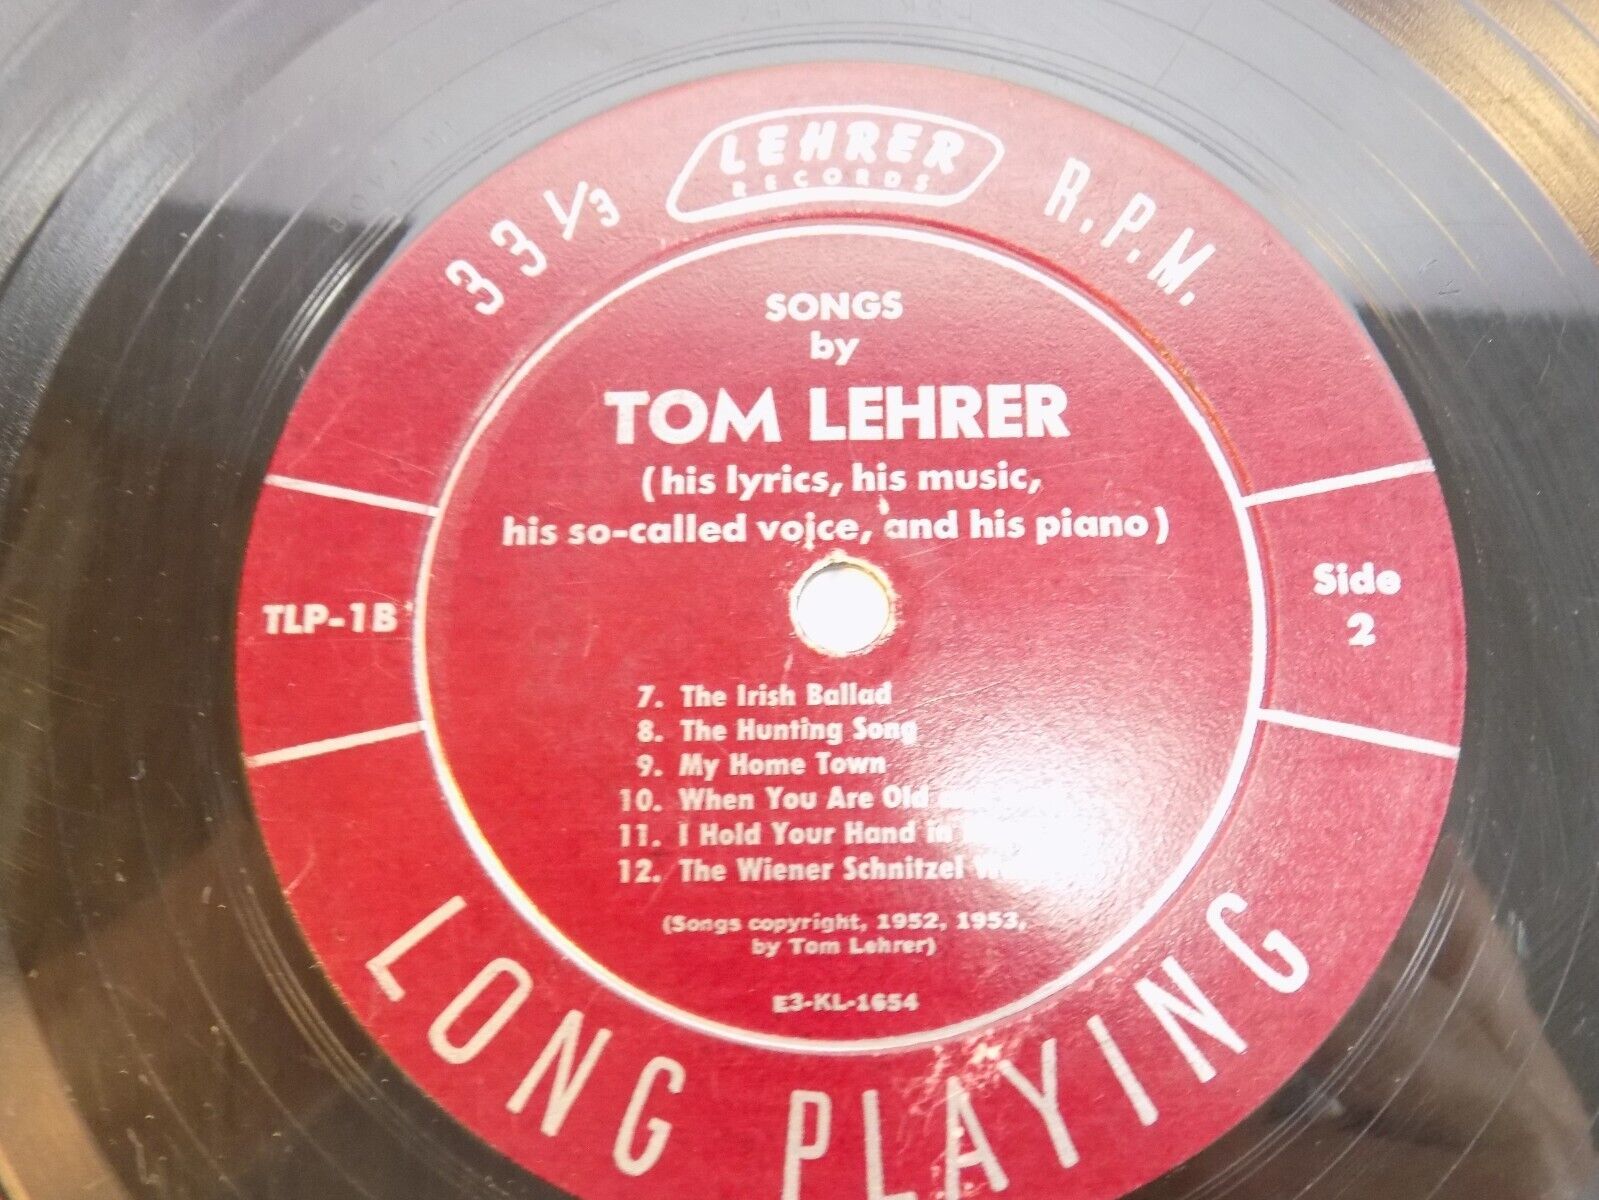 LEHRER
RECORDS
33 1/3 R.P.M.
SONGS
by
TOM LEHRER
(his lyrics, his music,
his so-called voice, and his piano)
TLP-1B
Side
2
7. The Irish Ballad
8. The Hunting Song
9. My Home Town
10. When You Are Old
11. I Hold Your Hand in
12. The Wiener Schnitzel
(Songs copyright, 1952, 1953,
by Tom Lehrer)
E3-KL-1654
LONG PLAYING